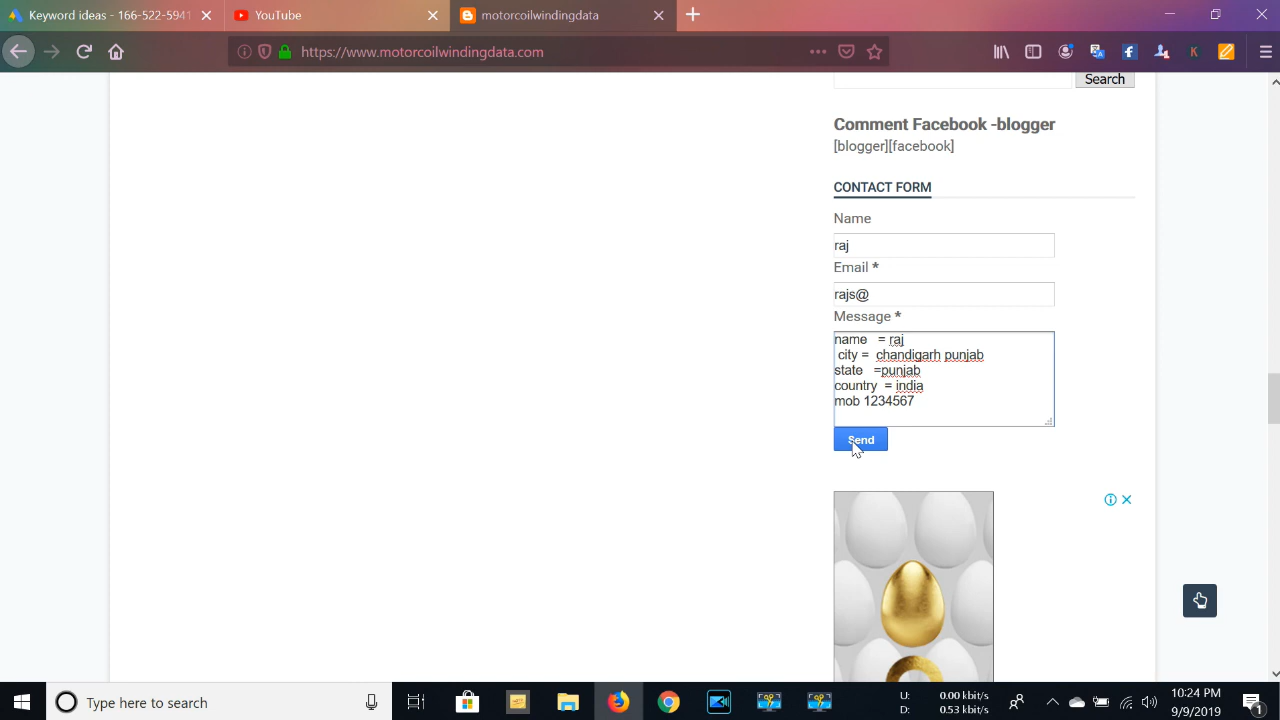 Keyword ideas - 166-522-5941
YouTube
motorcoilwindingdata
https://www.motorcoilwindingdata.com
Search
Comment Facebook -blogger
[blogger][facebook]
CONTACT FORM
Name
raj
Email *
rajs@
Message *
name = raj
city = chandigarh punjab
state =punjab
country = india
mob 1234567
Send
Type here to search
U: 0.00 kbit/s
D: 0.53 kbit/s
10:24 PM
9/9/2019
1